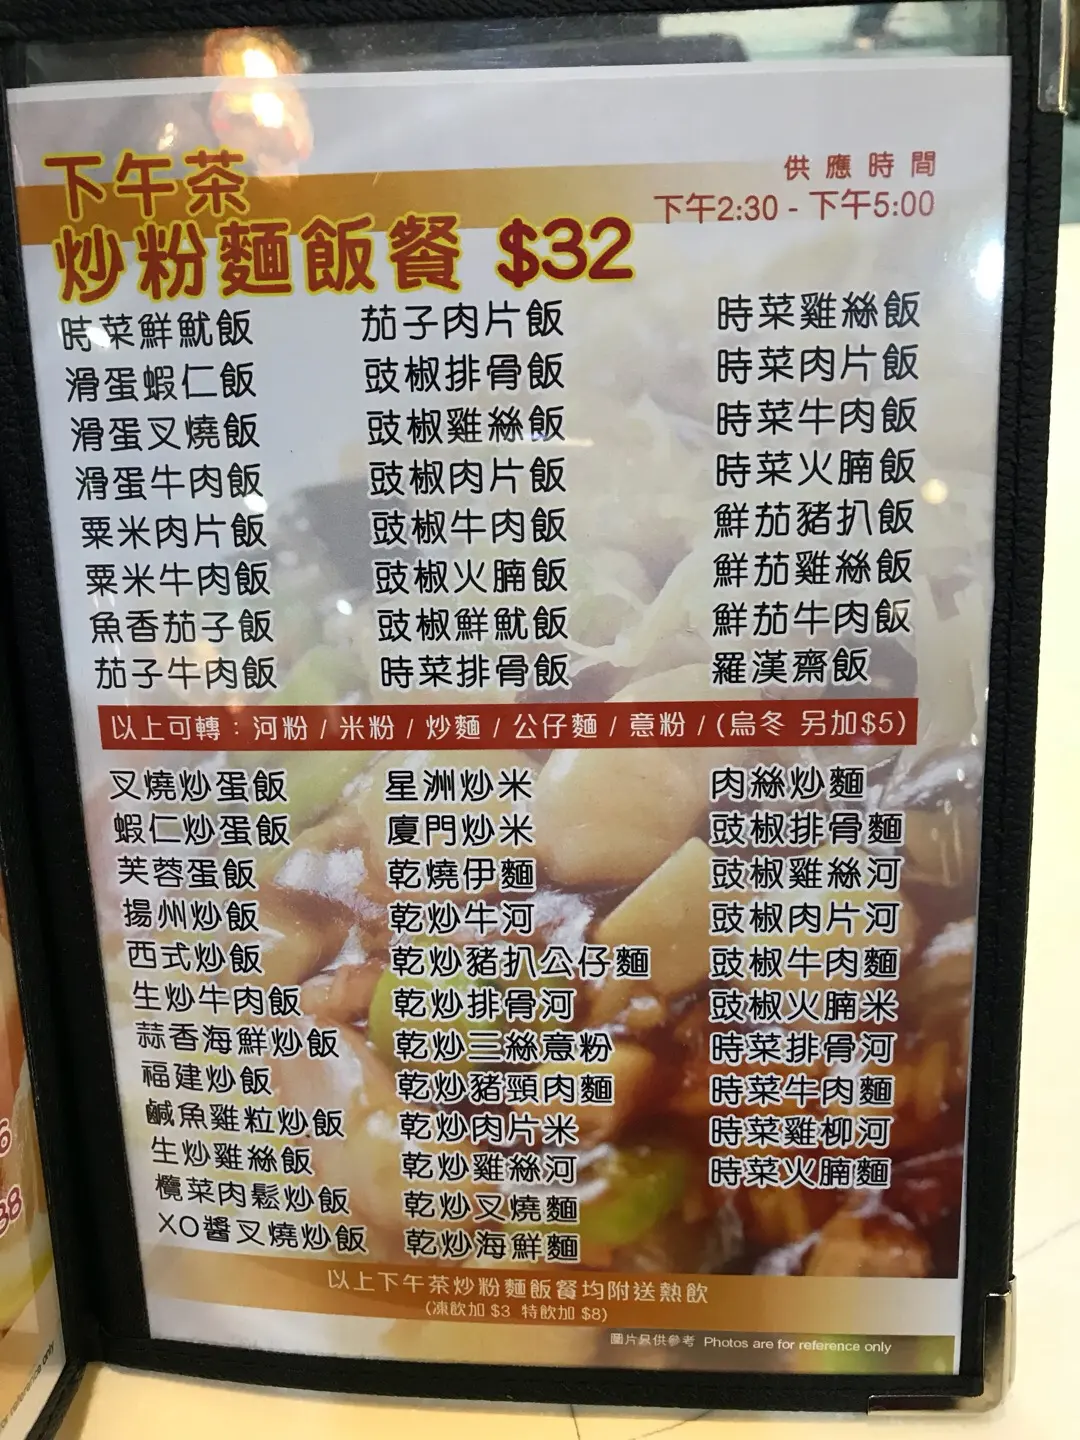 下午茶
炒粉麵飯餐 $32
供應時間
下午2:30 - 下午5:00
時菜鮮魷飯
滑蛋蝦仁飯
滑蛋叉燒飯
滑蛋牛肉飯
粟米肉片飯
粟米牛肉飯
魚香茄子飯
茄子牛肉飯
茄子肉片飯
豉椒排骨飯
豉椒雞絲飯
豉椒肉片飯
豉椒牛肉飯
豉椒火腩飯
豉椒鮮魷飯
時菜排骨飯
時菜雞絲飯
時菜肉片飯
時菜牛肉飯
時菜火腩飯
鮮茄豬扒飯
鮮茄雞絲飯
鮮茄牛肉飯
羅漢齋飯
以上可轉：河粉 / 米粉 / 炒麵 / 公仔麵 / 意粉 / (烏冬 另加$5)
叉燒炒蛋飯
蝦仁炒蛋飯
芙蓉蛋飯
揚州炒飯
西式炒飯
生炒牛肉飯
蒜香海鮮炒飯
福建炒飯
鹹魚雞粒炒飯
生炒雞絲飯
欖菜肉鬆炒飯
XO醬叉燒炒飯
星洲炒米
廈門炒米
乾燒伊麵
乾炒牛河
乾炒豬扒公仔麵
乾炒排骨河
乾炒三絲意粉
乾炒豬頸肉麵
乾炒肉片米
乾炒雞絲河
乾炒叉燒麵
乾炒海鮮麵
肉絲炒麵
豉椒排骨麵
豉椒雞絲河
豉椒肉片河
豉椒牛肉麵
豉椒火腩米
時菜排骨河
時菜牛肉麵
時菜雞柳河
時菜火腩麵
以上下午茶炒粉麵飯餐均附送熱飲
(凍飲加 $3 特飲加 $8)
圖片只供參考 Photos are for reference only